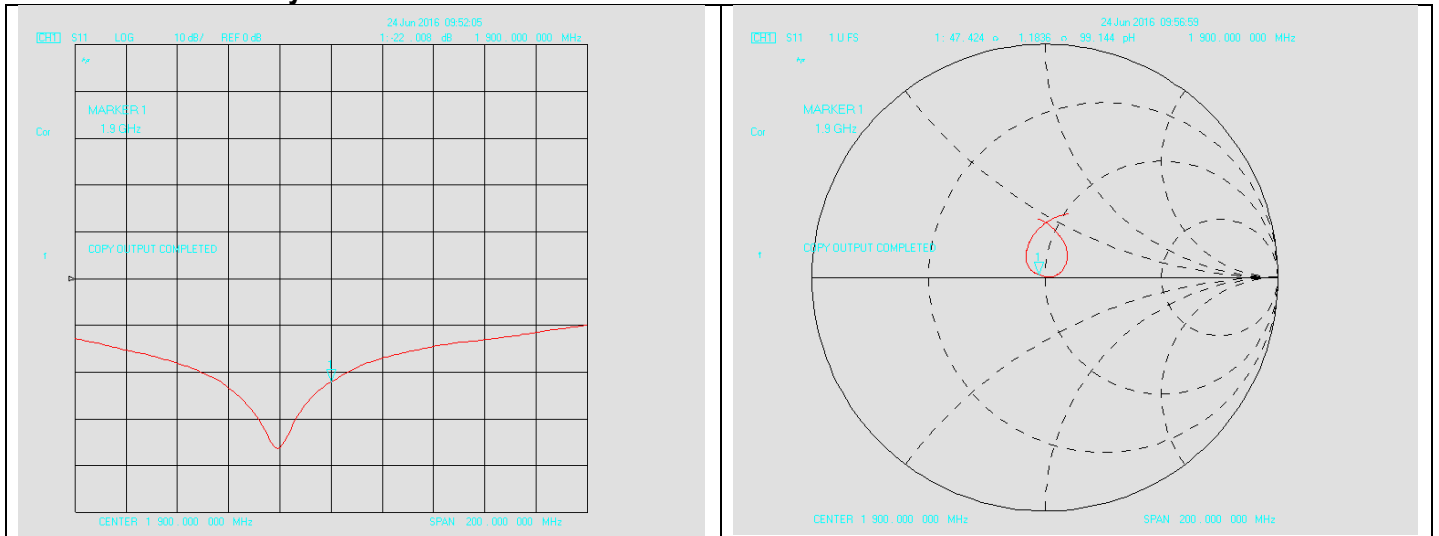 24 Jun 2016 09:52:05
CH1 S11 LOG 10 dB/ REF 0 dB 1:-22 .008 dB 1 900 . 000 000 MHz
MARKER 1
1.9 GHz
Cor
COPY OUTPUT COMPLETED
1
1
CENTER 1 900 . 000 000 MHz SPAN 200 . 000 000 MHz
24 Jun 2016 09:56:59
CH1 S11 1 U FS 1: 47.424 1.1836 99.144 pH 1 900.000 000 MHz
MARKER 1
1.9 GHz
Cor
COPY OUTPUT COMPLETED
1
1
CENTER 1 900 . 000 000 MHz SPAN 200 . 000 000 MHz